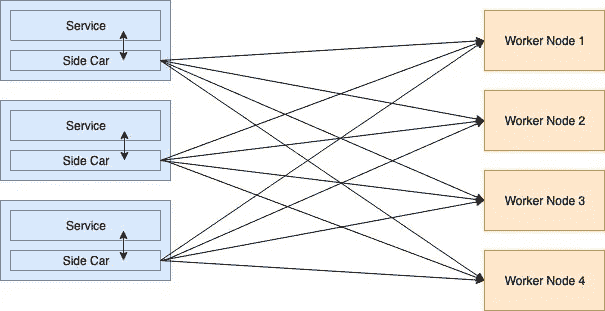 Service
Side Car
Service
Side Car
Service
Side Car
Worker Node 1
Worker Node 2
Worker Node 3
Worker Node 4